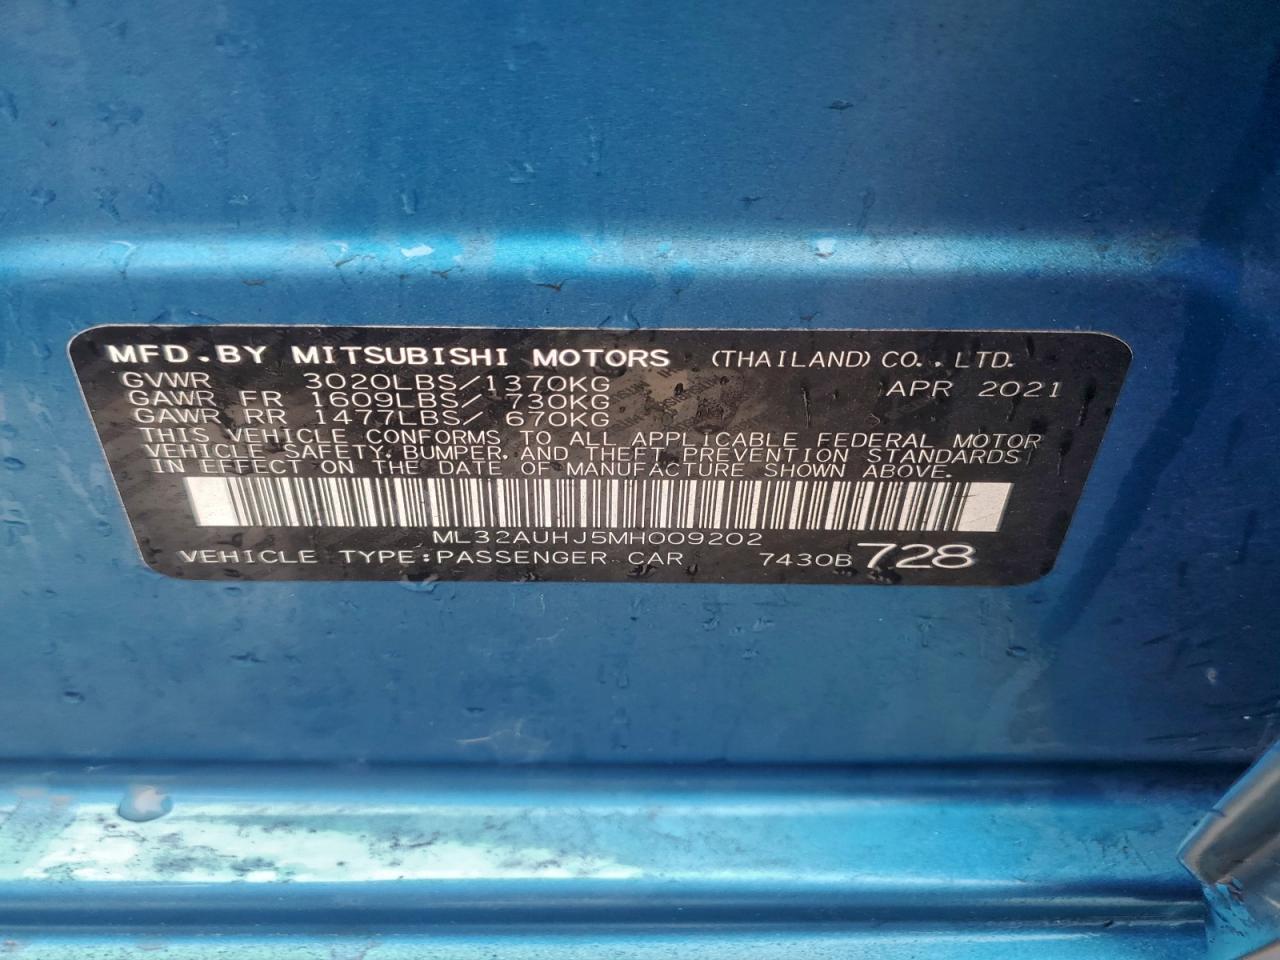 MFD. BY MITSUBISHI MOTORS (THAILAND) CO., LTD.
GVWR 3020LBS/1370KG APR 2021
GAWR FR 1609LBS/ 730KG
GAWR RR 1477LBS/ 670KG
THIS VEHICLE CONFORMS TO ALL APPLICABLE FEDERAL MOTOR
VEHICLE SAFETY, BUMPER, AND THEFT PREVENTION STANDARDS
IN EFFECT ON THE DATE OF MANUFACTURE SHOWN ABOVE.
ML32AUHJ5MH009202
VEHICLE TYPE:PASSENGER CAR 7430B 728